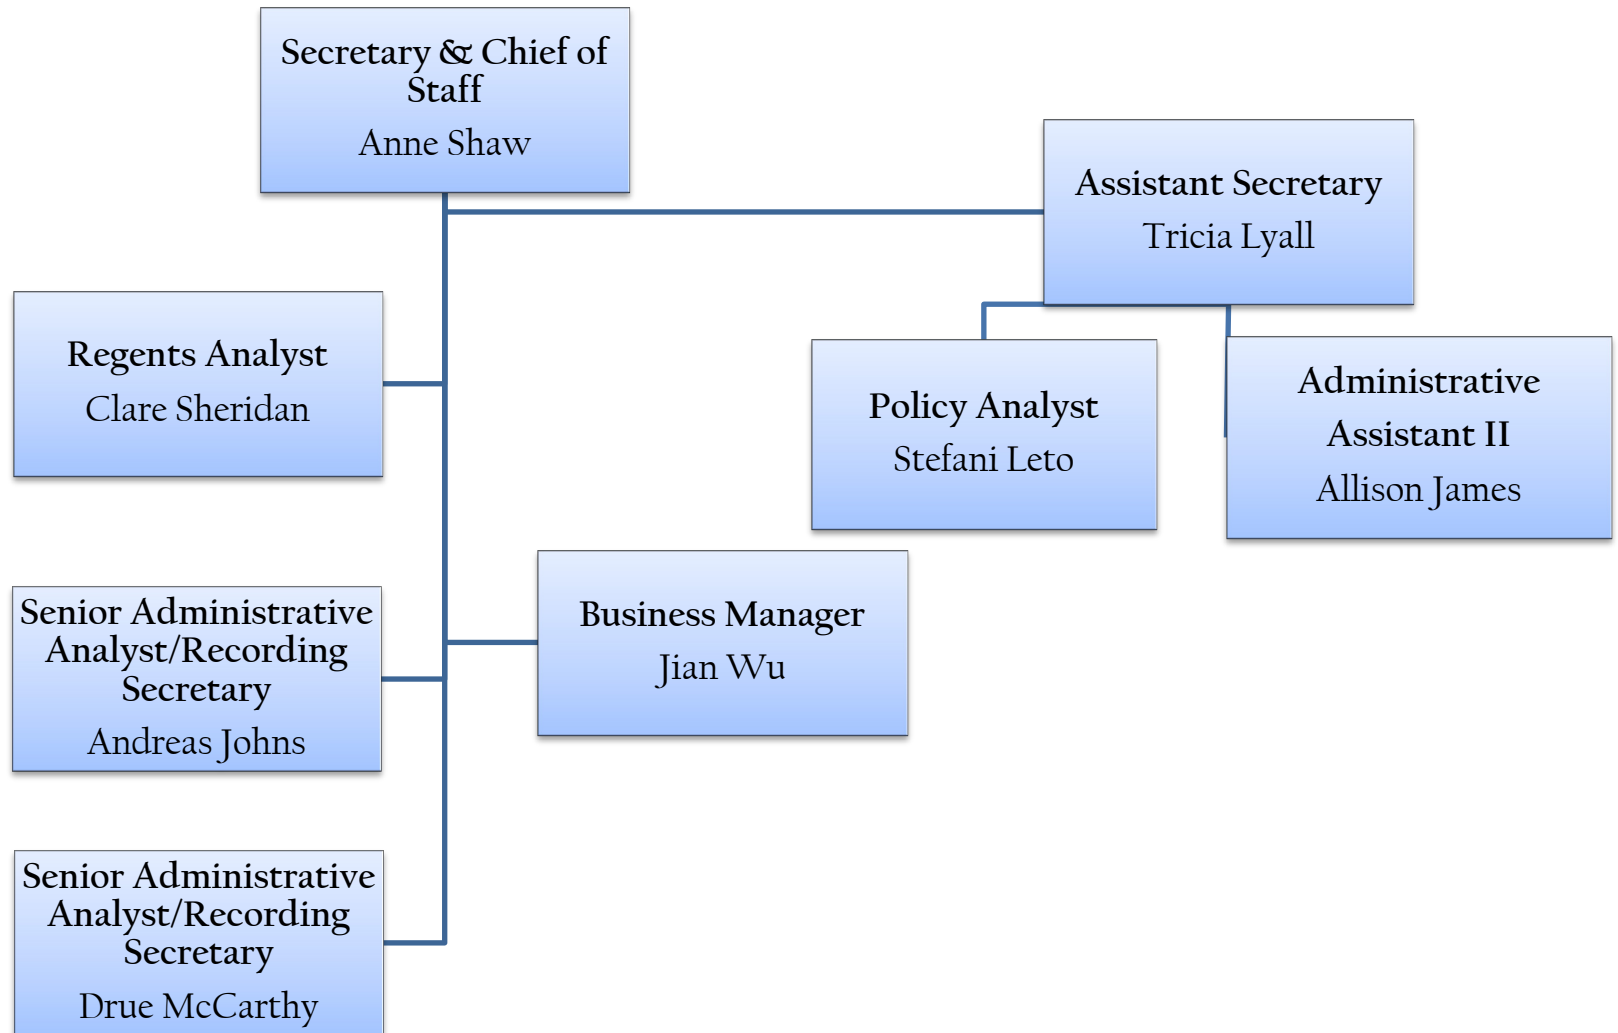 Secretary & Chief of
Staff
Anne Shaw
Assistant Secretary
Tricia Lyall
Regents Analyst
Clare Sheridan
Policy Analyst
Stefani Leto
Administrative
Assistant II
Allison James
Senior Administrative
Analyst/Recording
Secretary
Andreas Johns
Business Manager
Jian Wu
Senior Administrative
Analyst/Recording
Secretary
Drue McCarthy